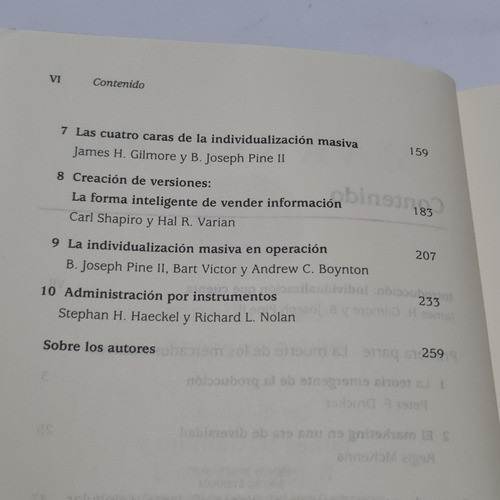 VI Contenido
7 Las cuatro caras de la individualización masiva 159
James H. Gilmore y B. Joseph Pine II
8 Creación de versiones:
La forma inteligente de vender información 183
Carl Shapiro y Hal R. Varian
9 La individualización masiva en operación 207
B. Joseph Pine II, Bart Victor y Andrew C. Boynton
10 Administración por instrumentos 233
Stephan H. Haeckel y Richard L. Nolan
Sobre los autores 259